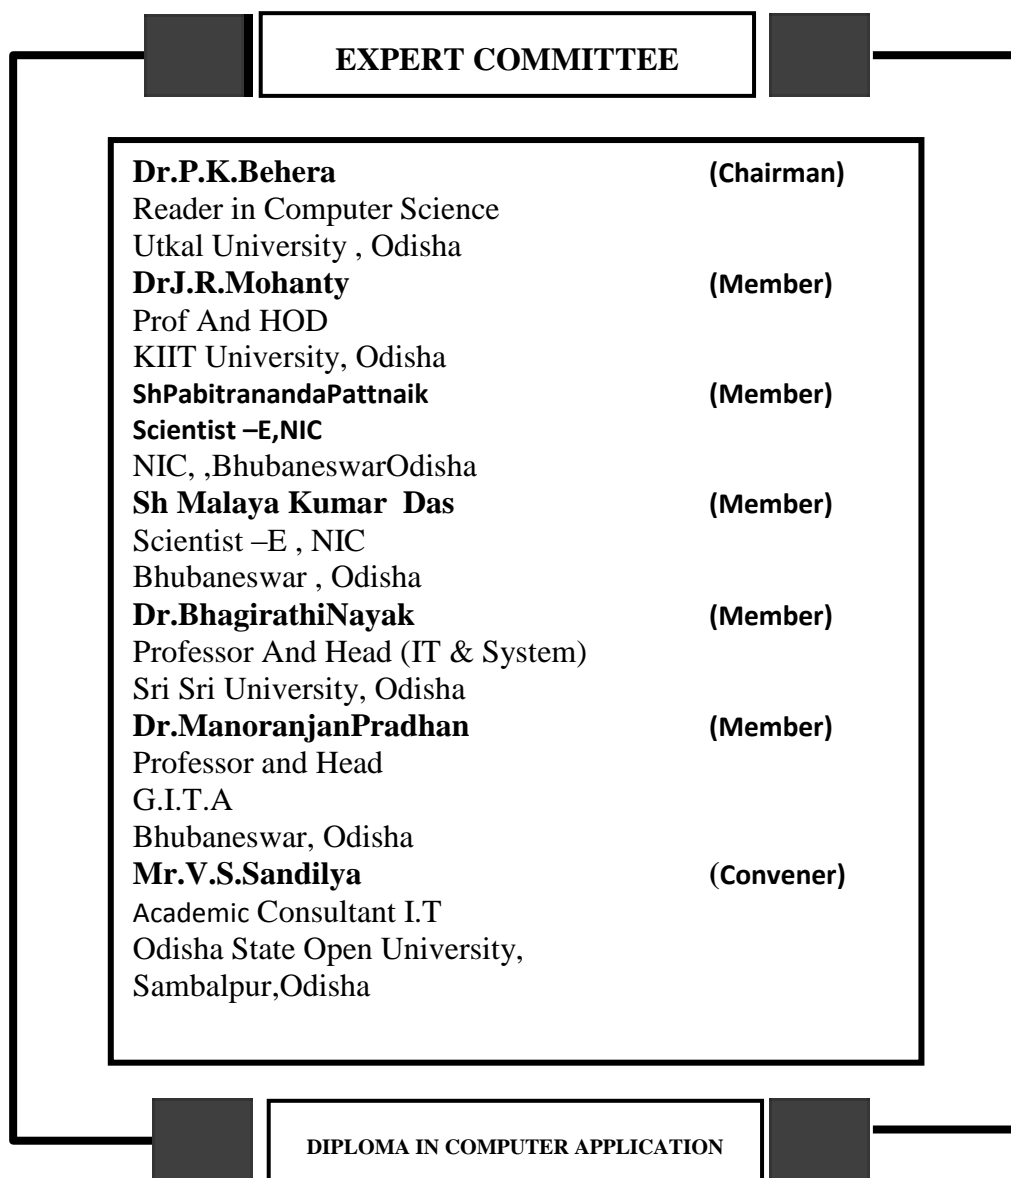 EXPERT COMMITTEE
Dr.P.K.Behera (Chairman)
Reader in Computer Science
Utkal University , Odisha
DrJ.R.Mohanty (Member)
Prof And HOD
KIIT University, Odisha
ShPabitranandaPattnaik (Member)
Scientist –E,NIC
NIC, ,BhubaneswarOdisha
Sh Malaya Kumar  Das (Member)
Scientist –E , NIC
Bhubaneswar , Odisha
Dr.BhagirathiNayak (Member)
Professor And Head (IT & System)
Sri Sri University, Odisha
Dr.ManoranjanPradhan (Member)
Professor and Head
G.I.T.A
Bhubaneswar, Odisha
Mr.V.S.Sandilya (Convener)
Academic Consultant I.T
Odisha State Open University,
Sambalpur,Odisha
DIPLOMA IN COMPUTER APPLICATION